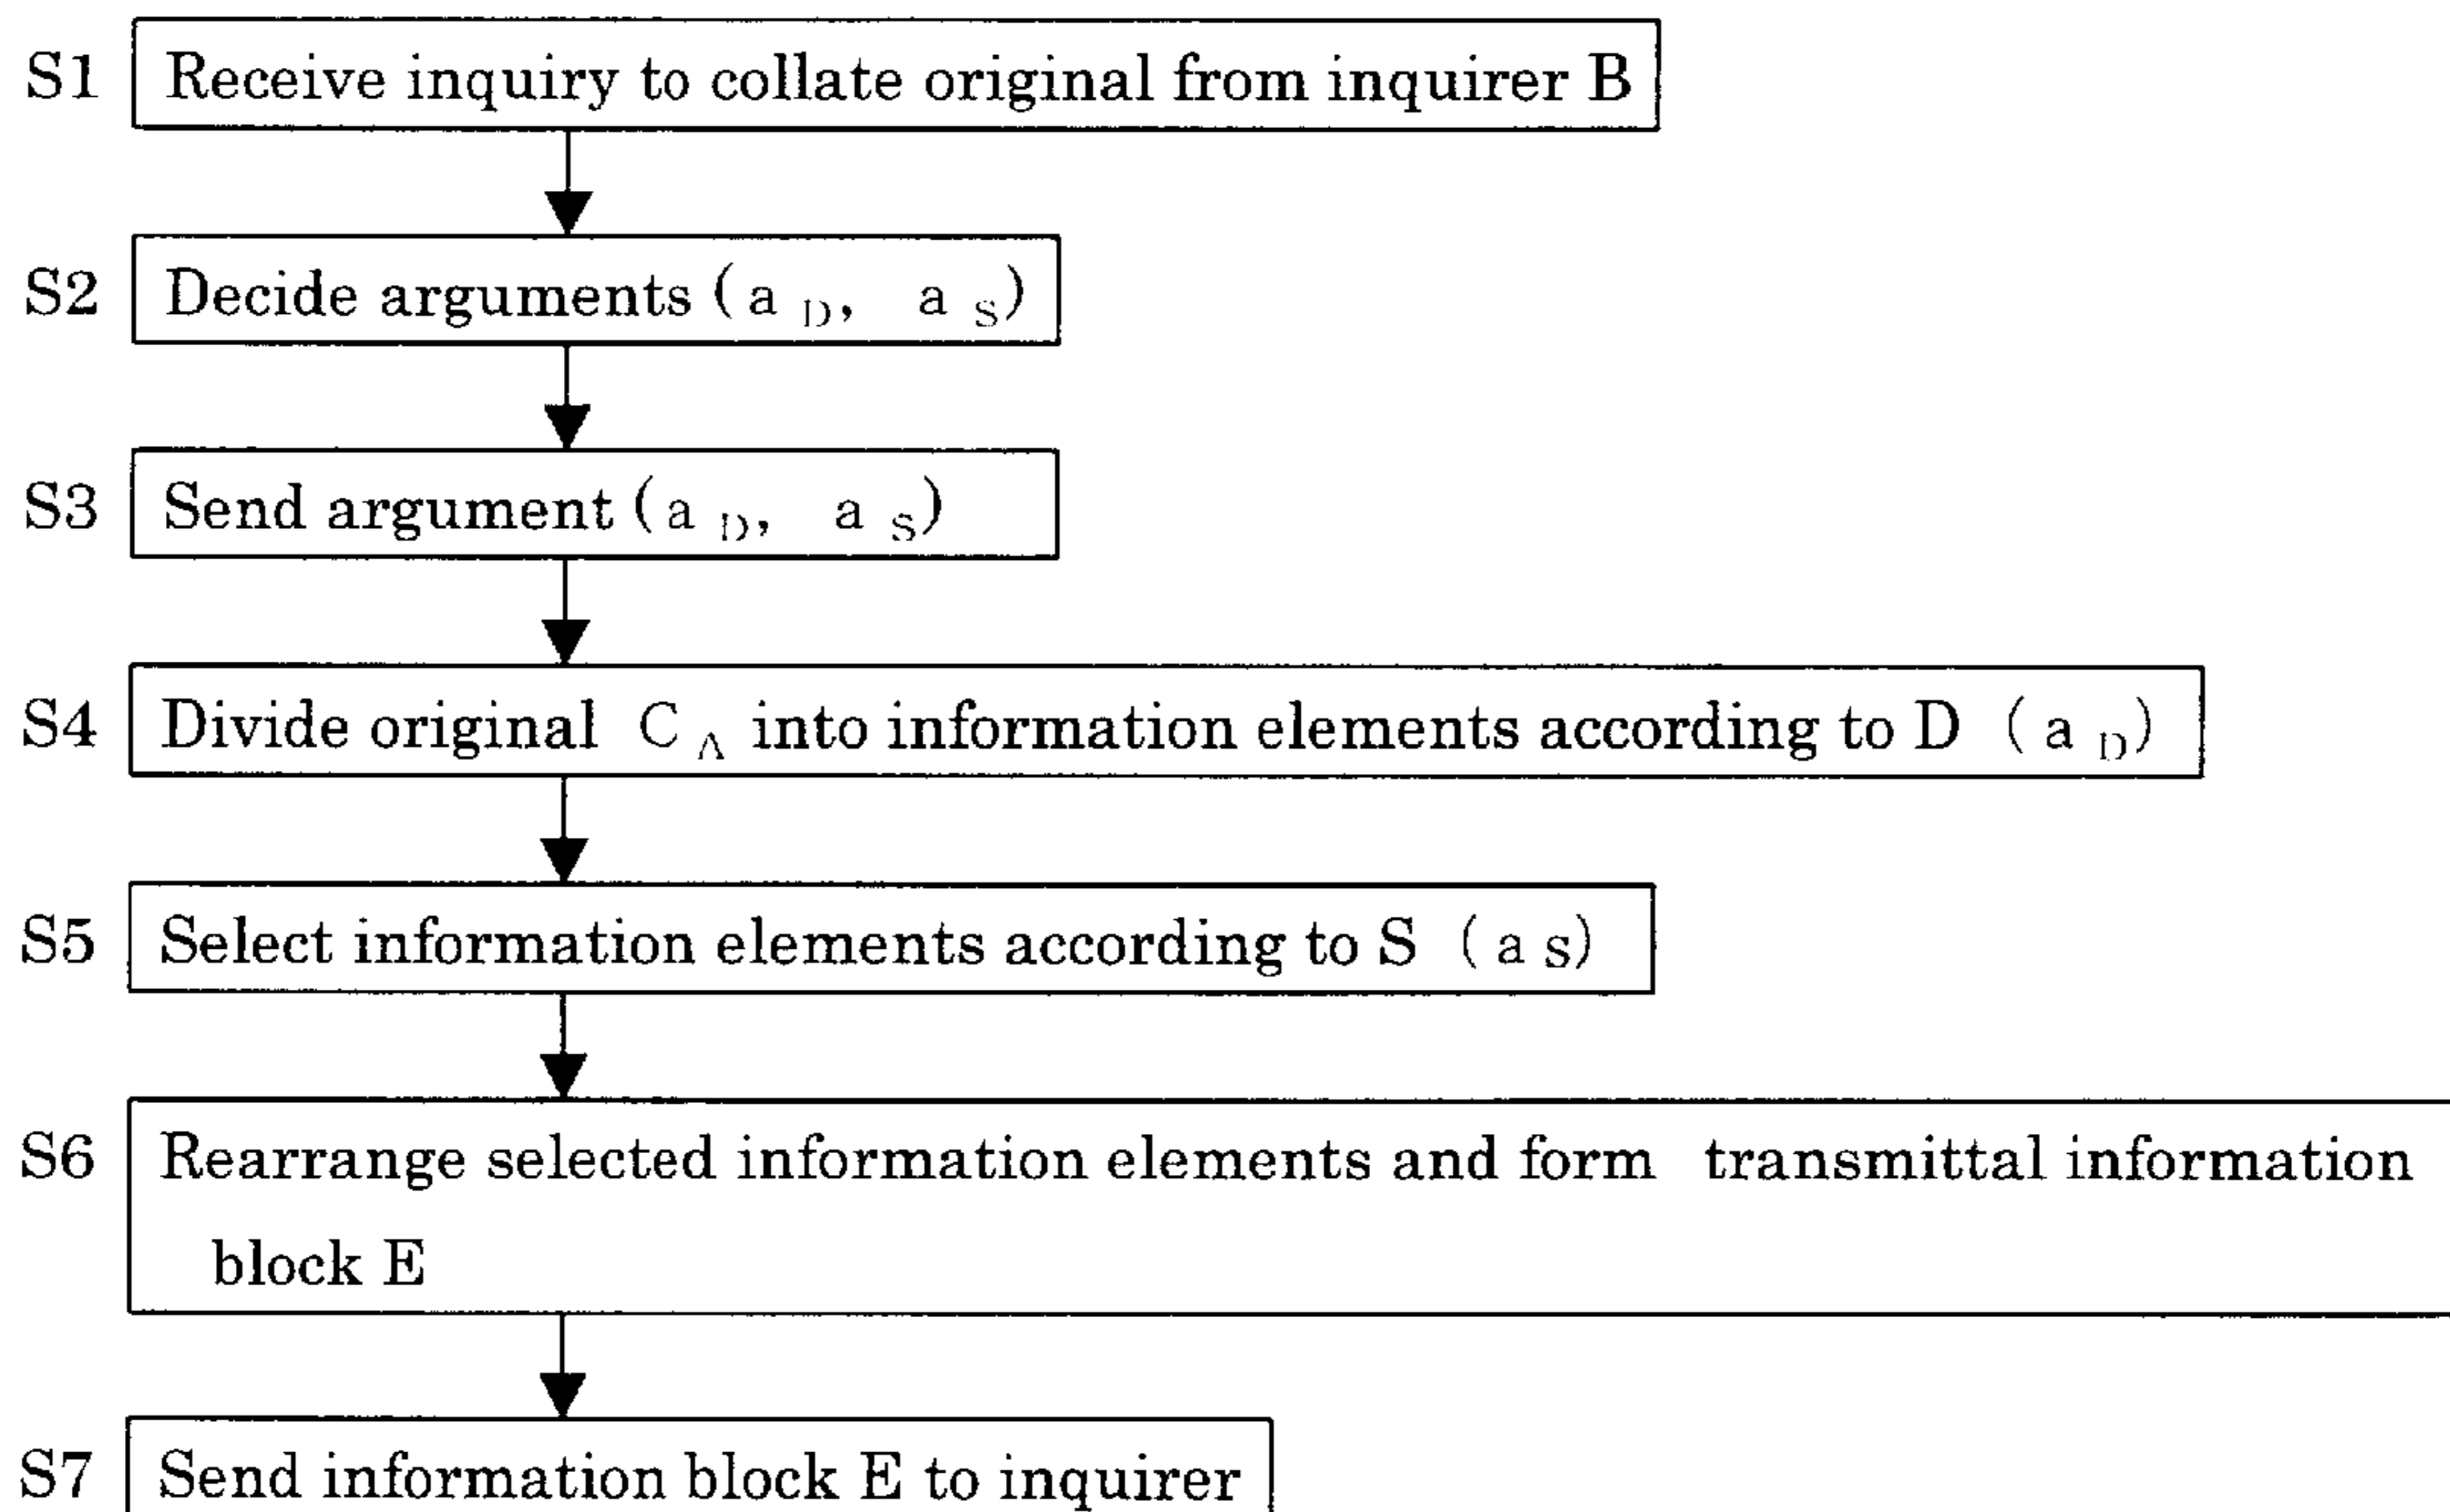 S1 Receive inquiry to collate original from inquirer B
S2 Decide arguments (a D, a S)
S3 Send argument (a D, a S)
S4 Divide original C A into information elements according to D (a D)
S5 Select information elements according to S (a s)
S6 Rearrange selected information elements and form transmittal information
block E
S7 Send information block E to inquirer